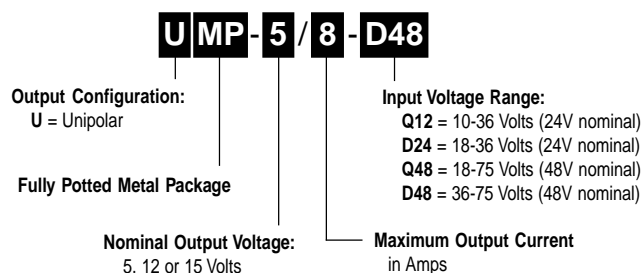 UMP-5/8-D48
Output Configuration:
U = Unipolar
Fully Potted Metal Package
Nominal Output Voltage:
5, 12 or 15 Volts
Input Voltage Range:
Q12 = 10-36 Volts (24V nominal)
D24 = 18-36 Volts (24V nominal)
Q48 = 18-75 Volts (48V nominal)
D48 = 36-75 Volts (48V nominal)
Maximum Output Current
in Amps